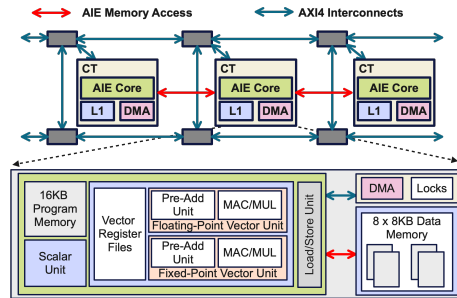 AIE Memory Access
AXI4 Interconnects
CT
AIE Core
L1
DMA
CT
AIE Core
L1
DMA
CT
AIE Core
L1
DMA
16KB
Program
Memory
Scalar
Unit
Vector
Register
Files
Pre-Add
Unit
MAC/MUL
Floating-Point Vector Unit
Pre-Add
Unit
MAC/MUL
Fixed-Point Vector Unit
Load/Store Unit
DMA
Locks
8 x 8KB Data
Memory